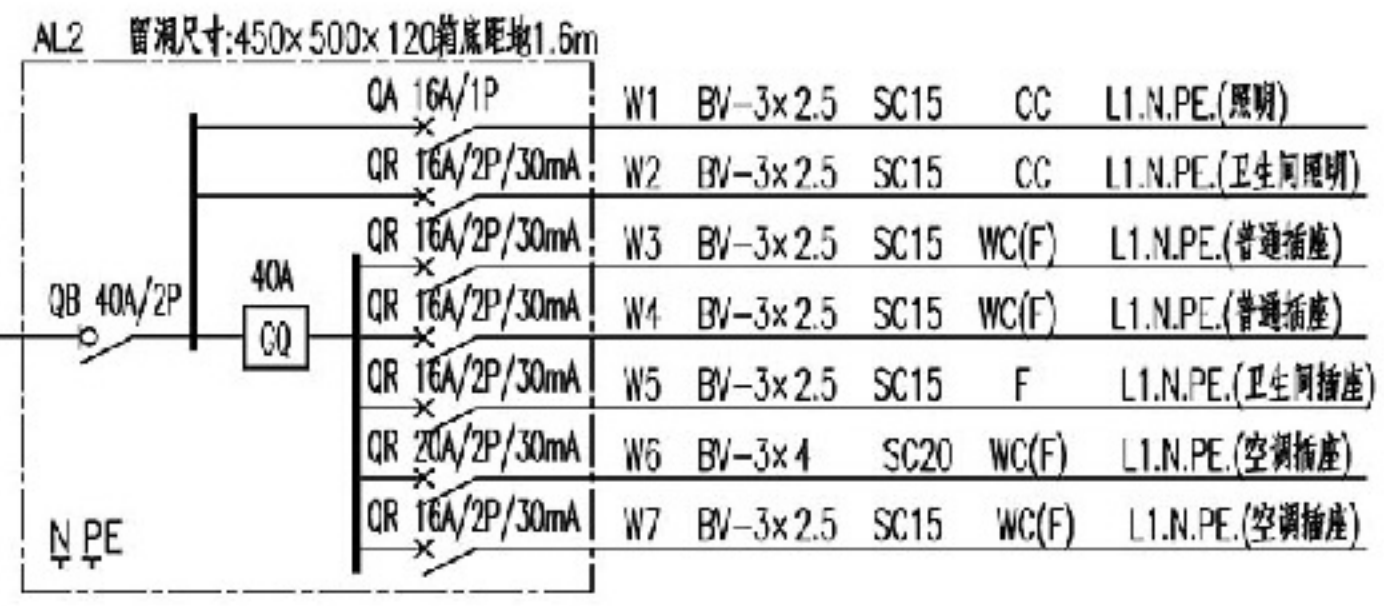 AL2 留洞尺寸:450×500×120箱底距地1.6m
QA 16A/1P W1 BV-3×2.5 SC15 CC L1.N.PE.(照明)
QR 16A/2P/30mA W2 BV-3×2.5 SC15 CC L1.N.PE.(卫生间照明)
QR 16A/2P/30mA W3 BV-3×2.5 SC15 WC(F) L1.N.PE.(普通插座)
QB 40A/2P
40A
GQ
QR 16A/2P/30mA W4 BV-3×2.5 SC15 WC(F) L1.N.PE.(普通插座)
QR 16A/2P/30mA W5 BV-3×2.5 SC15 F L1.N.PE.(卫生间插座)
QR 20A/2P/30mA W6 BV-3×4 SC20 WC(F) L1.N.PE.(空调插座)
QR 16A/2P/30mA W7 BV-3×2.5 SC15 WC(F) L1.N.PE.(空调插座)
N PE